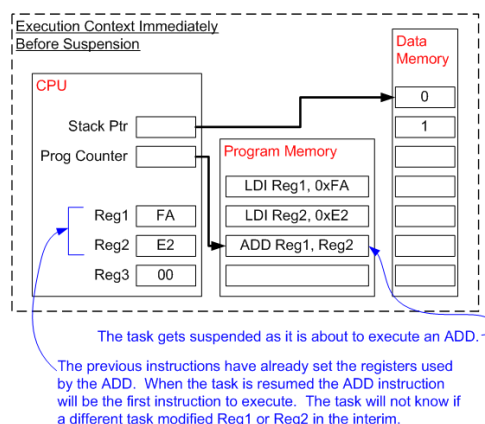 Execution Context Immediately
Before Suspension
Data
Memory
CPU
0
Stack Ptr
1
Prog Counter
Program Memory
LDI Reg1, 0xFA
Reg1
FA
LDI Reg2, 0xE2
Reg2
E2
ADD Reg1, Reg2
Reg3
00
The task gets suspended as it is about to execute an ADD.
The previous instructions have already set the registers used
by the ADD. When the task is resumed the ADD instruction
will be the first instruction to execute. The task will not know if
a different task modified Reg1 or Reg2 in the interim.